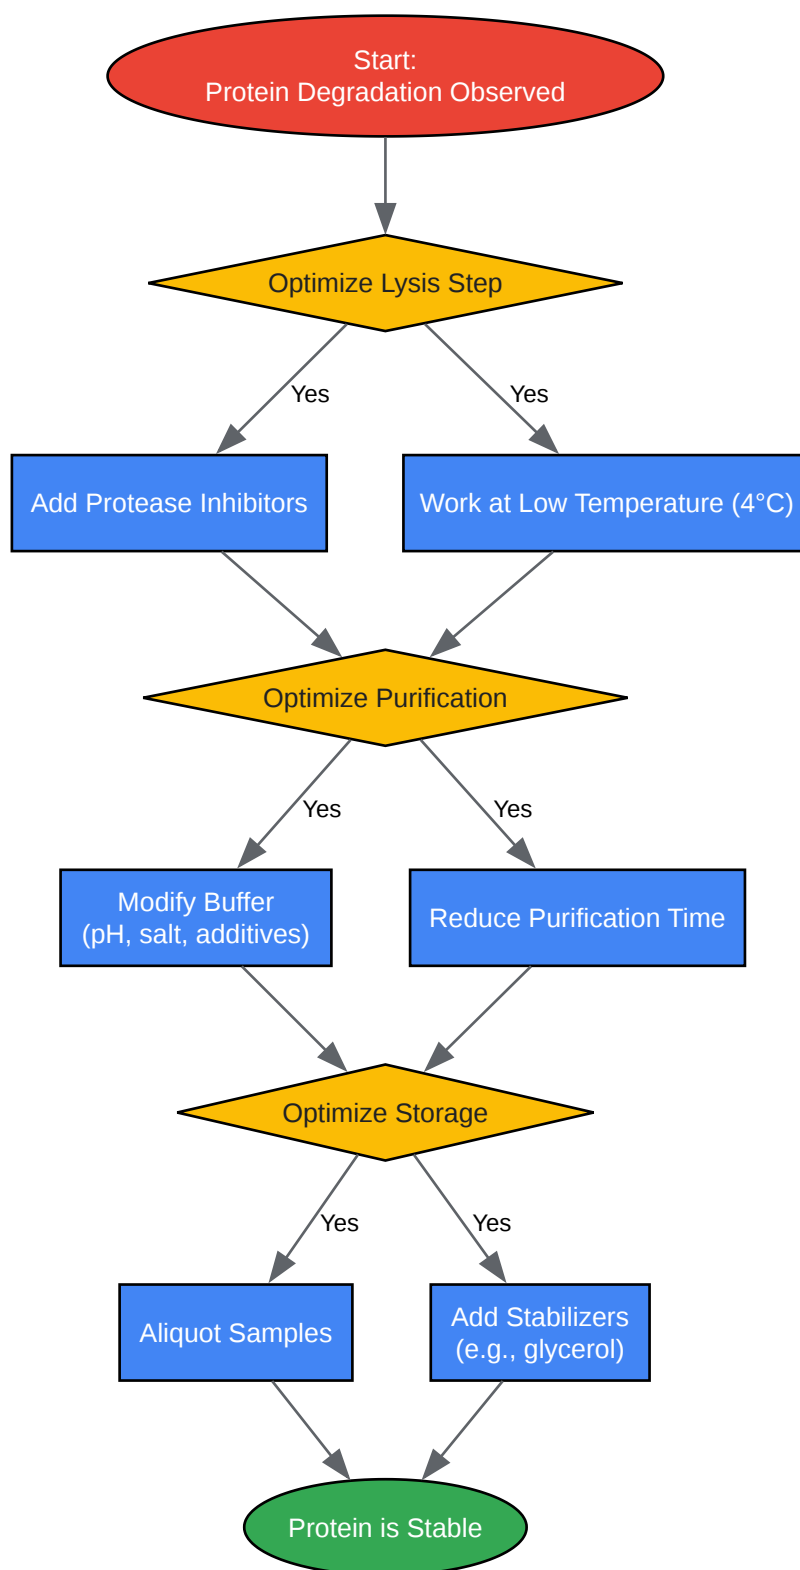 Start:
Protein Degradation Observed
Optimize Lysis Step
Yes
Yes
Add Protease Inhibitors
Work at Low Temperature (4°C)
Optimize Purification
Yes
Yes
Modify Buffer
(pH, salt, additives)
Reduce Purification Time
Optimize Storage
Yes
Yes
Aliquot Samples
Add Stabilizers
(e.g., glycerol)
Protein is Stable